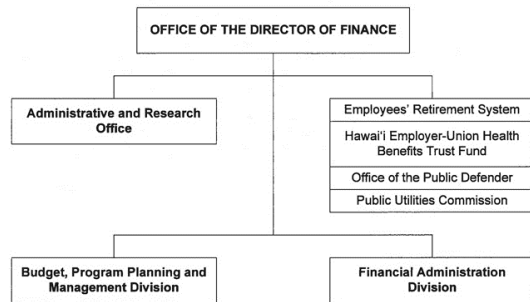 OFFICE OF THE DIRECTOR OF FINANCE
Administrative and Research
Office
Employees' Retirement System
Hawai‘i Employer-Union Health
Benefits Trust Fund
Office of the Public Defender
Public Utilities Commission
Budget, Program Planning and
Management Division
Financial Administration
Division